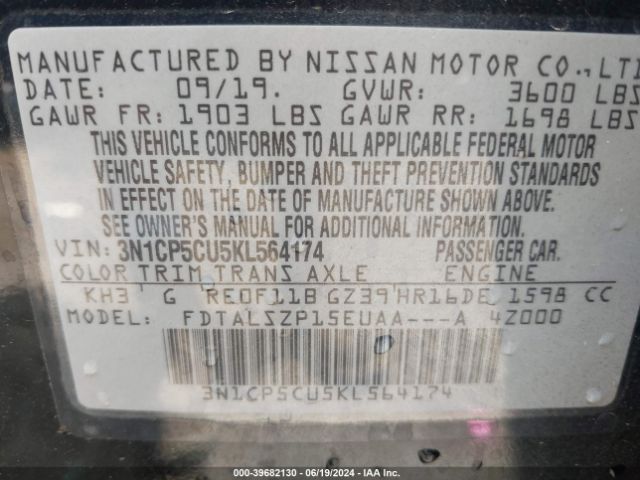 MANUFACTURED BY NISSAN MOTOR CO., LTD
DATE: 09/19. GVWR: 3600 LBS
GAWR FR: 1903 LBS GAWR RR: 1698 LBS
THIS VEHICLE CONFORMS TO ALL APPLICABLE FEDERAL MOTOR
VEHICLE SAFETY, BUMPER AND THEFT PREVENTION STANDARDS
IN EFFECT ON THE DATE OF MANUFACTURE SHOWN ABOVE.
SEE OWNER'S MANUAL FOR ADDITIONAL INFORMATION.
VIN: 3N1CP5CU5KL564174 PASSENGER CAR.
COLOR TRIM TRANS AXLE ENGINE
KH3 G RE0F11B GZ39 HR16DE 1598 CC
MODEL: FDTALSZP15EUAA---A 4Z000
3N1CP5CU5KL564174
000-39682130 - 06/19/2024 - IAA Inc.